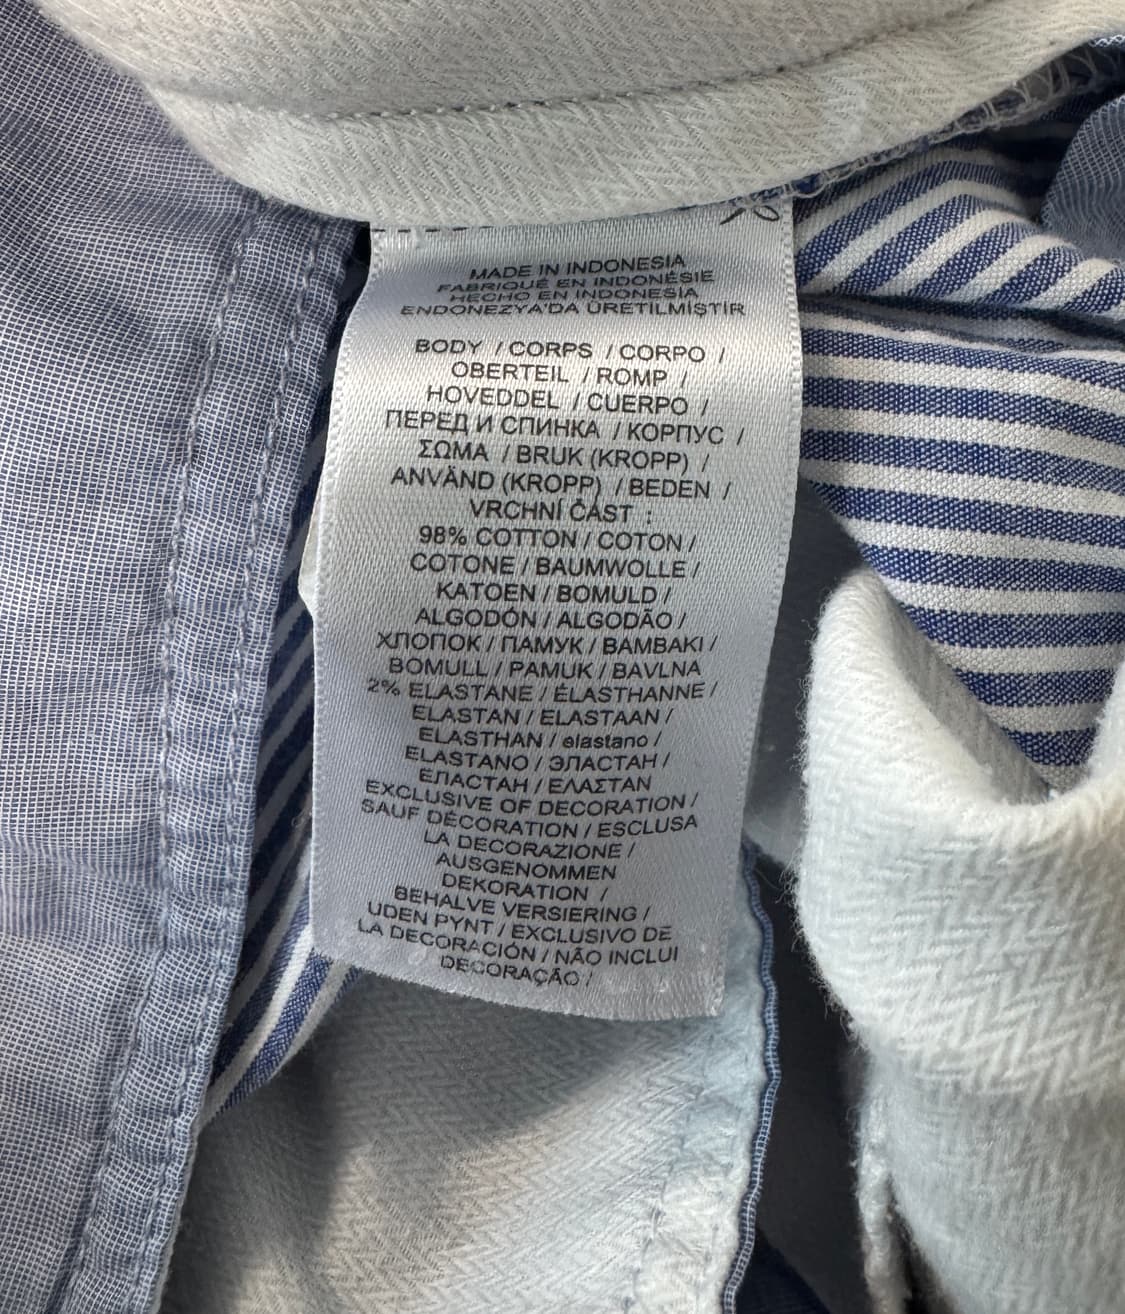 MADE IN INDONESIA
FABRIQUÉ EN INDONÉSIE
HECHO EN INDONESIA
ENDONEZYA'DA ÜRETILMIŞTIR
BODY / CORPS / CORPO /
OBERTEIL / ROMP /
HOVEDDEL / CUERPO /
ПЕРЕД И СПИНКА / КОРПУС /
ΣΩΜΑ / BRUK (KROPP) /
ANVÄND (KROPP) / BEDEN /
VRCHNÍ ČAST :
98% COTTON / COTON /
COTONE / BAUMWOLLE /
KATOEN / BOMULD /
ALGODÓN / ALGODÃO /
ХЛОПОК / ПАМУК / ΒΑΜΒΑΚΙ /
BOMULL / PAMUK / BAVLNA
2% ELASTANE / ÉLASTHANNE /
ELASTAN / ELASTAAN /
ELASTHAN / elastano /
ELASTANO / ЭЛАСТАН /
ЕЛАСТАН / ΕΛΑΣΤΑΝ
EXCLUSIVE OF DECORATION /
SAUF DÉCORATION / ESCLUSA
LA DECORAZIONE /
AUSGENOMMEN
DEKORATION /
BEHALVE VERSIERING /
UDEN PYNT / EXCLUSIVO DE
LA DECORACIÓN / NÃO INCLUI
DECORAÇÃO /